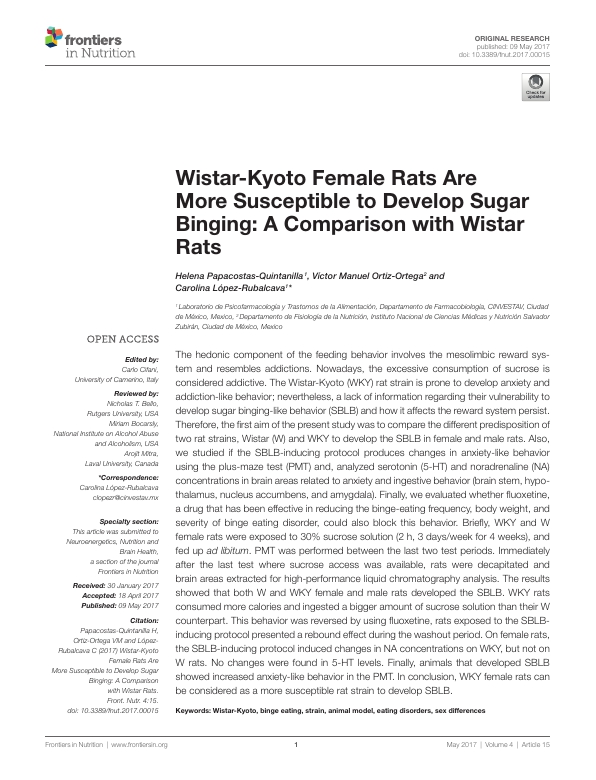 frontiers
in Nutrition
ORIGINAL RESEARCH
published: 09 May 2017
doi: 10.3389/fnut.2017.00015
Check for
updates
Wistar-Kyoto Female Rats Are
More Susceptible to Develop Sugar
Binging: A Comparison with Wistar
Rats
Helena Papacostas-Quintanilla¹, Victor Manuel Ortiz-Ortega² and
Carolina López-Rubalcava¹*
¹ Laboratorio de Psicofarmacología y Trastornos de la Alimentación, Departamento de Farmacobiología, CINVESTAV, Ciudad
de México, Mexico, ² Departamento de Fisiología de la Nutrición, Instituto Nacional de Ciencias Médicas y Nutrición Salvador
Zubirán, Ciudad de México, Mexico
OPEN ACCESS
Edited by:
Carlo Cifani,
University of Camerino, Italy
Reviewed by:
Nicholas T. Bello,
Rutgers University, USA
Miriam Bocarsly,
National Institute on Alcohol Abuse
and Alcoholism, USA
Arojit Mitra,
Laval University, Canada
*Correspondence:
Carolina López-Rubalcava
clopezr@cinvestav.mx
Specialty section:
This article was submitted to
Neuroenergetics, Nutrition and
Brain Health,
a section of the journal
Frontiers in Nutrition
Received: 30 January 2017
Accepted: 18 April 2017
Published: 09 May 2017
Citation:
Papacostas-Quintanilla H,
Ortiz-Ortega VM and López-
Rubalcava C (2017) Wistar-Kyoto
Female Rats Are
More Susceptible to Develop Sugar
Binging: A Comparison
with Wistar Rats.
Front. Nutr. 4:15.
doi: 10.3389/fnut.2017.00015
The hedonic component of the feeding behavior involves the mesolimbic reward sys-
tem and resembles addictions. Nowadays, the excessive consumption of sucrose is
considered addictive. The Wistar-Kyoto (WKY) rat strain is prone to develop anxiety and
addiction-like behavior; nevertheless, a lack of information regarding their vulnerability to
develop sugar binging-like behavior (SBLB) and how it affects the reward system persist.
Therefore, the first aim of the present study was to compare the different predisposition of
two rat strains, Wistar (W) and WKY to develop the SBLB in female and male rats. Also,
we studied if the SBLB-inducing protocol produces changes in anxiety-like behavior
using the plus-maze test (PMT) and, analyzed serotonin (5-HT) and noradrenaline (NA)
concentrations in brain areas related to anxiety and ingestive behavior (brain stem, hypo-
thalamus, nucleus accumbens, and amygdala). Finally, we evaluated whether fluoxetine,
a drug that has been effective in reducing the binge-eating frequency, body weight, and
severity of binge eating disorder, could also block this behavior. Briefly, WKY and W
female rats were exposed to 30% sucrose solution (2 h, 3 days/week for 4 weeks), and
fed up ad libitum. PMT was performed between the last two test periods. Immediately
after the last test where sucrose access was available, rats were decapitated and
brain areas extracted for high-performance liquid chromatography analysis. The results
showed that both W and WKY female and male rats developed the SBLB. WKY rats
consumed more calories and ingested a bigger amount of sucrose solution than their W
counterpart. This behavior was reversed by using fluoxetine, rats exposed to the SBLB-
inducing protocol presented a rebound effect during the washout period. On female rats,
the SBLB-inducing protocol induced changes in NA concentrations on WKY, but not on
W rats. No changes were found in 5-HT levels. Finally, animals that developed SBLB
showed increased anxiety-like behavior in the PMT. In conclusion, WKY female rats can
be considered as a more susceptible rat strain to develop SBLB.
Keywords: Wistar-Kyoto, binge eating, strain, animal model, eating disorders, sex differences
Frontiers in Nutrition | www.frontiersin.org
1
May 2017 | Volume 4 | Article 15